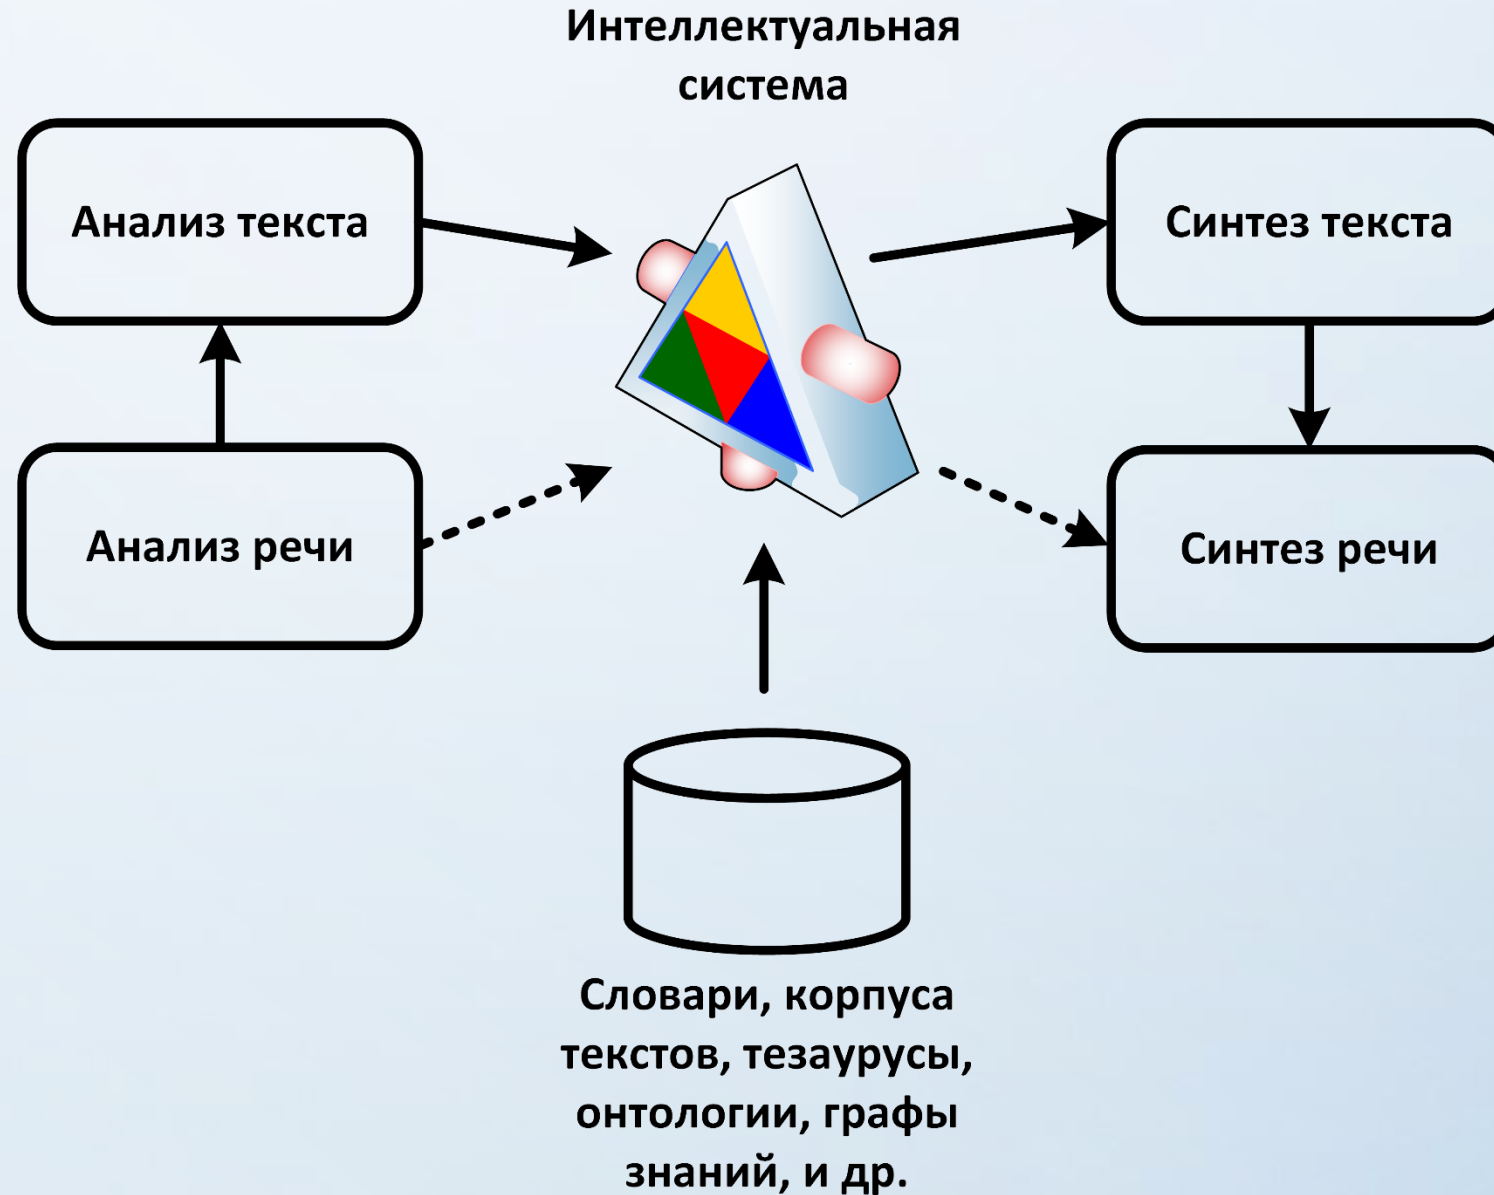 Интеллектуальная
система
Анализ текста
Синтез текста
Анализ речи
Синтез речи
Словари, корпуса
текстов, тезаурусы,
онтологии, графы
знаний, и др.